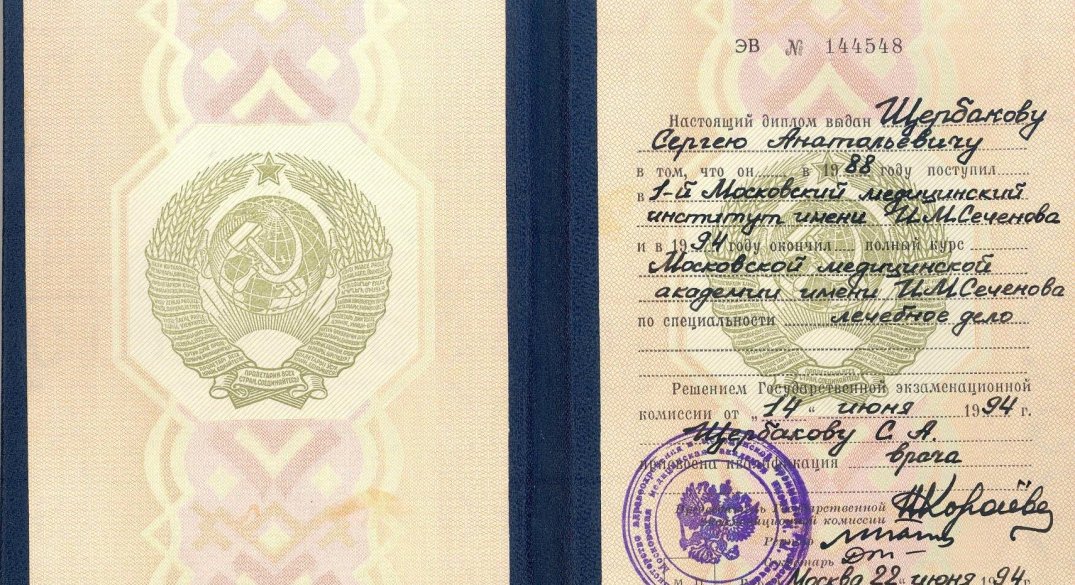 ПРОЛЕТАРИИ ВСЕХ
СТРАН, СОЕДИНЯЙТЕСЬ!
ЭВ № 144548
Настоящий диплом выдан Щербакову
Сергею Анатольевичу
в том, что он в 1988 году поступил
в 1-й Московский медицинский
институт имени И.М.Сеченова
и в 1994 году окончил полный курс
Московской медицинской
академии имени И.М.Сеченова
по специальности лечебное дело
Решением Государственной экзаменационной
комиссии от „14“ июня 1994 г.
Щербакову С. А.
присвоена квалификация врача
Председатель Государственной
экзаменационной комиссии
Ректор
Секретарь
Москва 22 июня 1994 г.